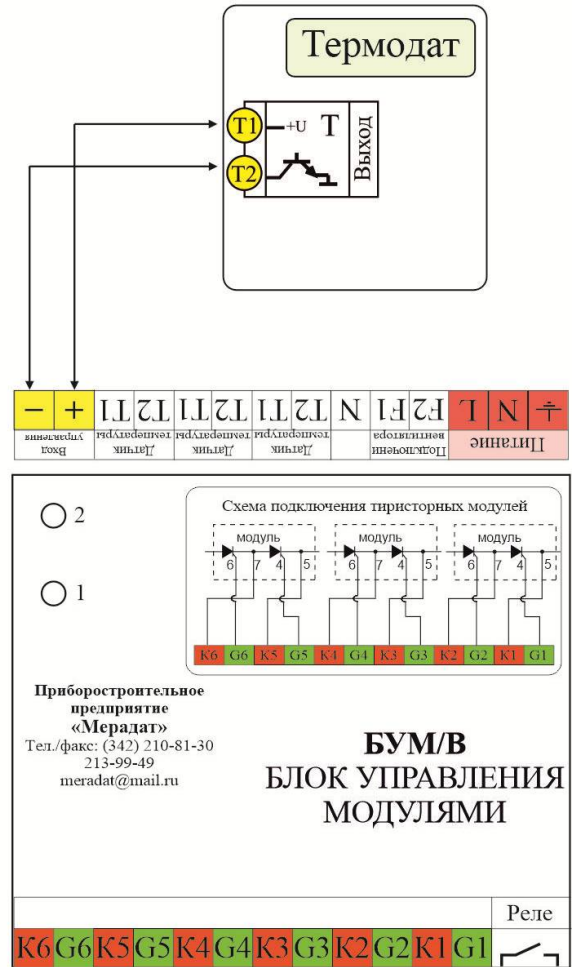 Термодат
T1 +U T Выход
T2
− + T1 T2 T1 T2 T1 T2 N F1 F2 L N
Вход управления Датчик температуры Датчик температуры Датчик температуры Подключени вентилятора Питание
2
1
Схема подключения тиристорных модулей
модуль модуль модуль
6 7 4 5 6 7 4 5 6 7 4 5
K6 G6 K5 G5 K4 G4 K3 G3 K2 G2 K1 G1
Приборостроительное
предприятие
«Мерадат»
Тел./факс: (342) 210-81-30
213-99-49
meradat@mail.ru
БУМ/В
БЛОК УПРАВЛЕНИЯ
МОДУЛЯМИ
Реле
K6 G6 K5 G5 K4 G4 K3 G3 K2 G2 K1 G1